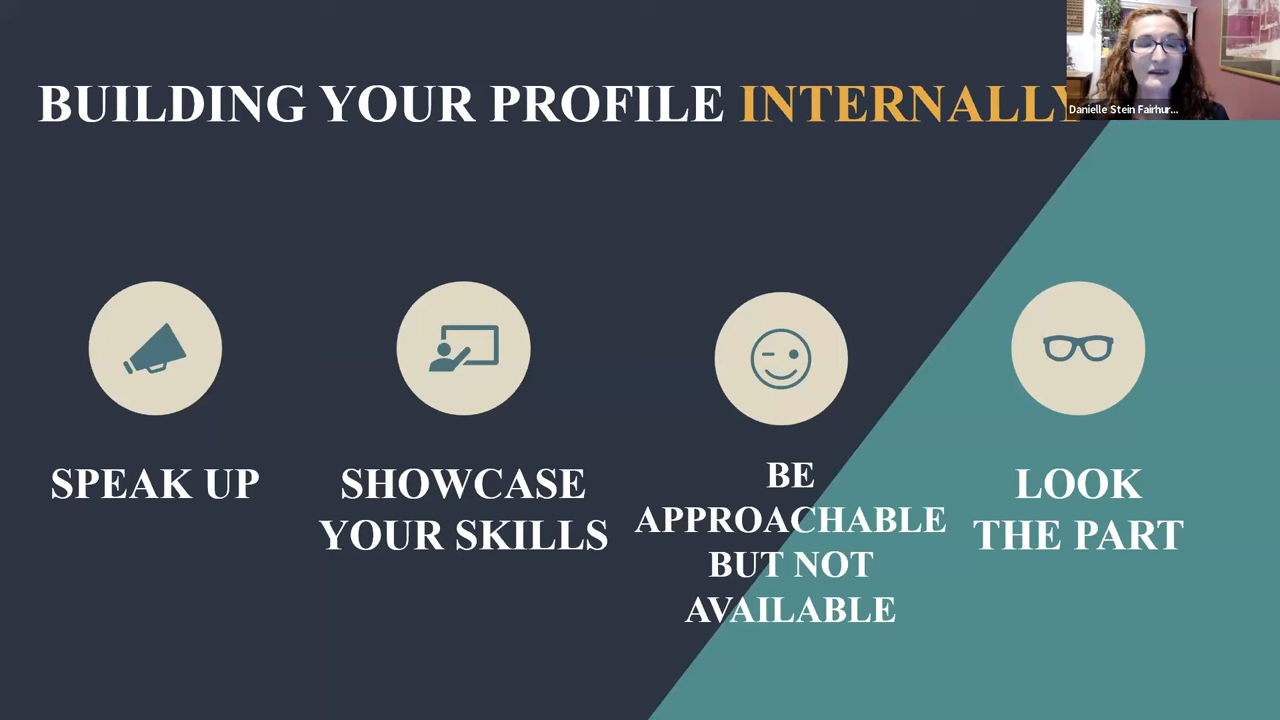 BUILDING YOUR PROFILE INTERNALLY
Danielle Stein Fairhur...
SPEAK UP
SHOWCASE
YOUR SKILLS
BE
APPROACHABLE
BUT NOT
AVAILABLE
LOOK
THE PART